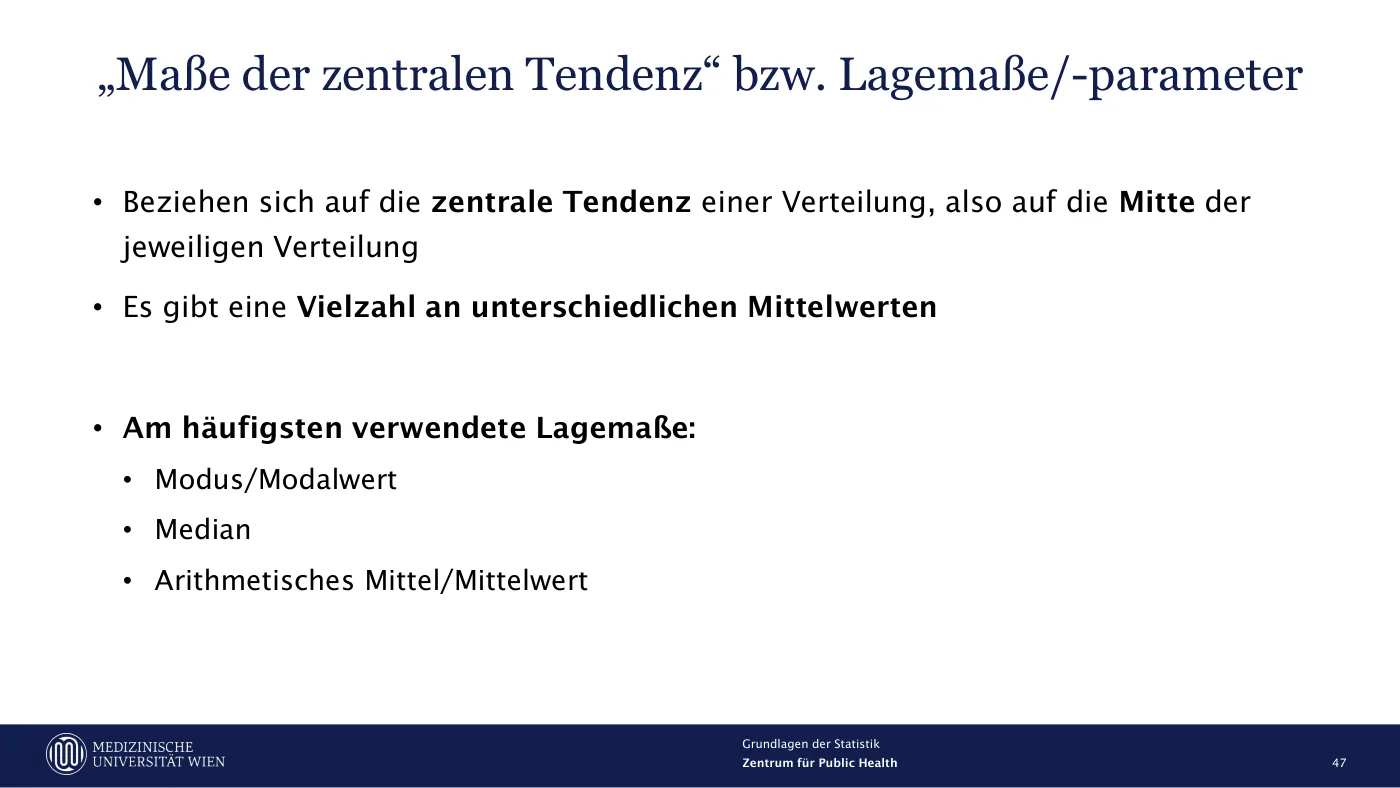 „Maße der zentralen Tendenz“ bzw. Lagemaße/-parameter
• Beziehen sich auf die zentrale Tendenz einer Verteilung, also auf die Mitte der
jeweiligen Verteilung
• Es gibt eine Vielzahl an unterschiedlichen Mittelwerten
• Am häufigsten verwendete Lagemaße:
• Modus/Modalwert
• Median
• Arithmetisches Mittel/Mittelwert
MEDIZINISCHE
UNIVERSITÄT WIEN
Grundlagen der Statistik
Zentrum für Public Health
47